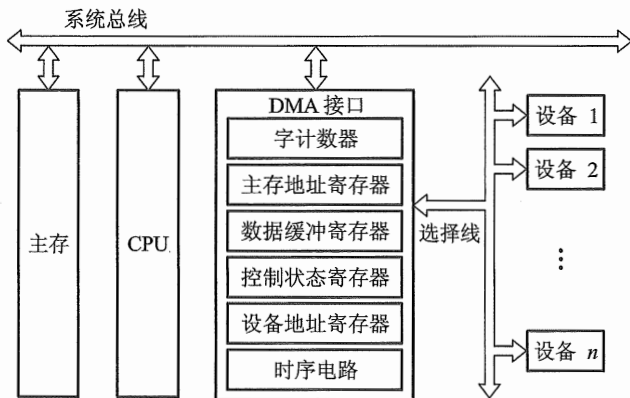 系统总线
DMA 接口
字计数器
主存地址寄存器
数据缓冲寄存器
控制状态寄存器
设备地址寄存器
时序电路
主存
CPU
选择线
设备 1
设备 2
⋮
设备 n